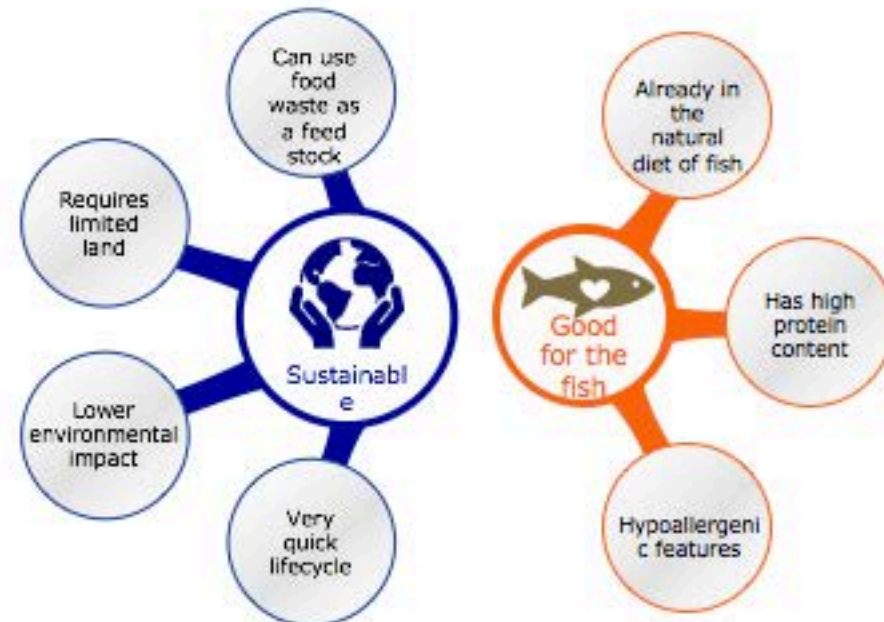 Can use
food
waste as
a feed
stock
Requires
limited
land
Sustainabl
e
Lower
environmental
impact
Very
quick
lifecycle
Already in
the
natural
diet of fish
Good
for the
fish
Has high
protein
content
Hypoallergeni
c features